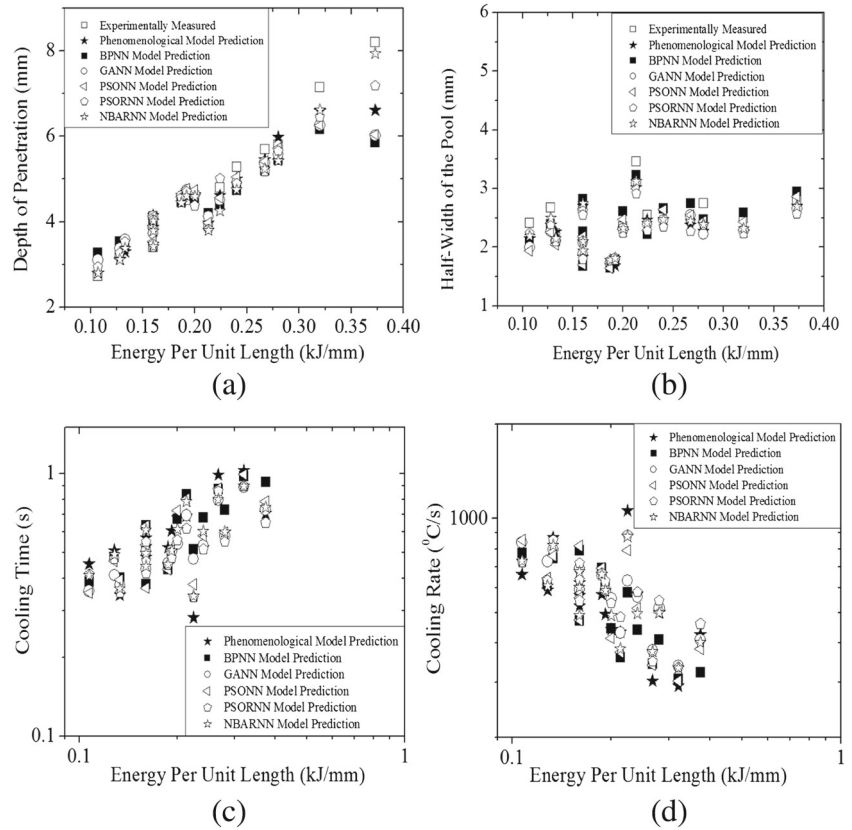 Experimentally Measured
Phenomenological Model Prediction
BPNN Model Prediction
GANN Model Prediction
PSONN Model Prediction
PSORNN Model Prediction
NBARNN Model Prediction
Depth of Penetration (mm)
8
6
4
2
0.10 0.15 0.20 0.25 0.30 0.35 0.40
Energy Per Unit Length (kJ/mm)
(a)
Experimentally Measured
Phenomenological Model Prediction
BPNN Model Prediction
GANN Model Prediction
PSONN Model Prediction
PSORNN Model Prediction
NBARNN Model Prediction
Half-Width of the Pool (mm)
6
5
4
3
2
1
0.10 0.15 0.20 0.25 0.30 0.35 0.40
Energy Per Unit Length (kJ/mm)
(b)
Cooling Time (s)
1
0.1
Phenomenological Model Prediction
BPNN Model Prediction
GANN Model Prediction
PSONN Model Prediction
PSORNN Model Prediction
NBARNN Model Prediction
0.1 1
Energy Per Unit Length (kJ/mm)
(c)
Phenomenological Model Prediction
BPNN Model Prediction
GANN Model Prediction
PSONN Model Prediction
PSORNN Model Prediction
NBARNN Model Prediction
Cooling Rate (⁰C/s)
1000
0.1 1
Energy Per Unit Length (kJ/mm)
(d)